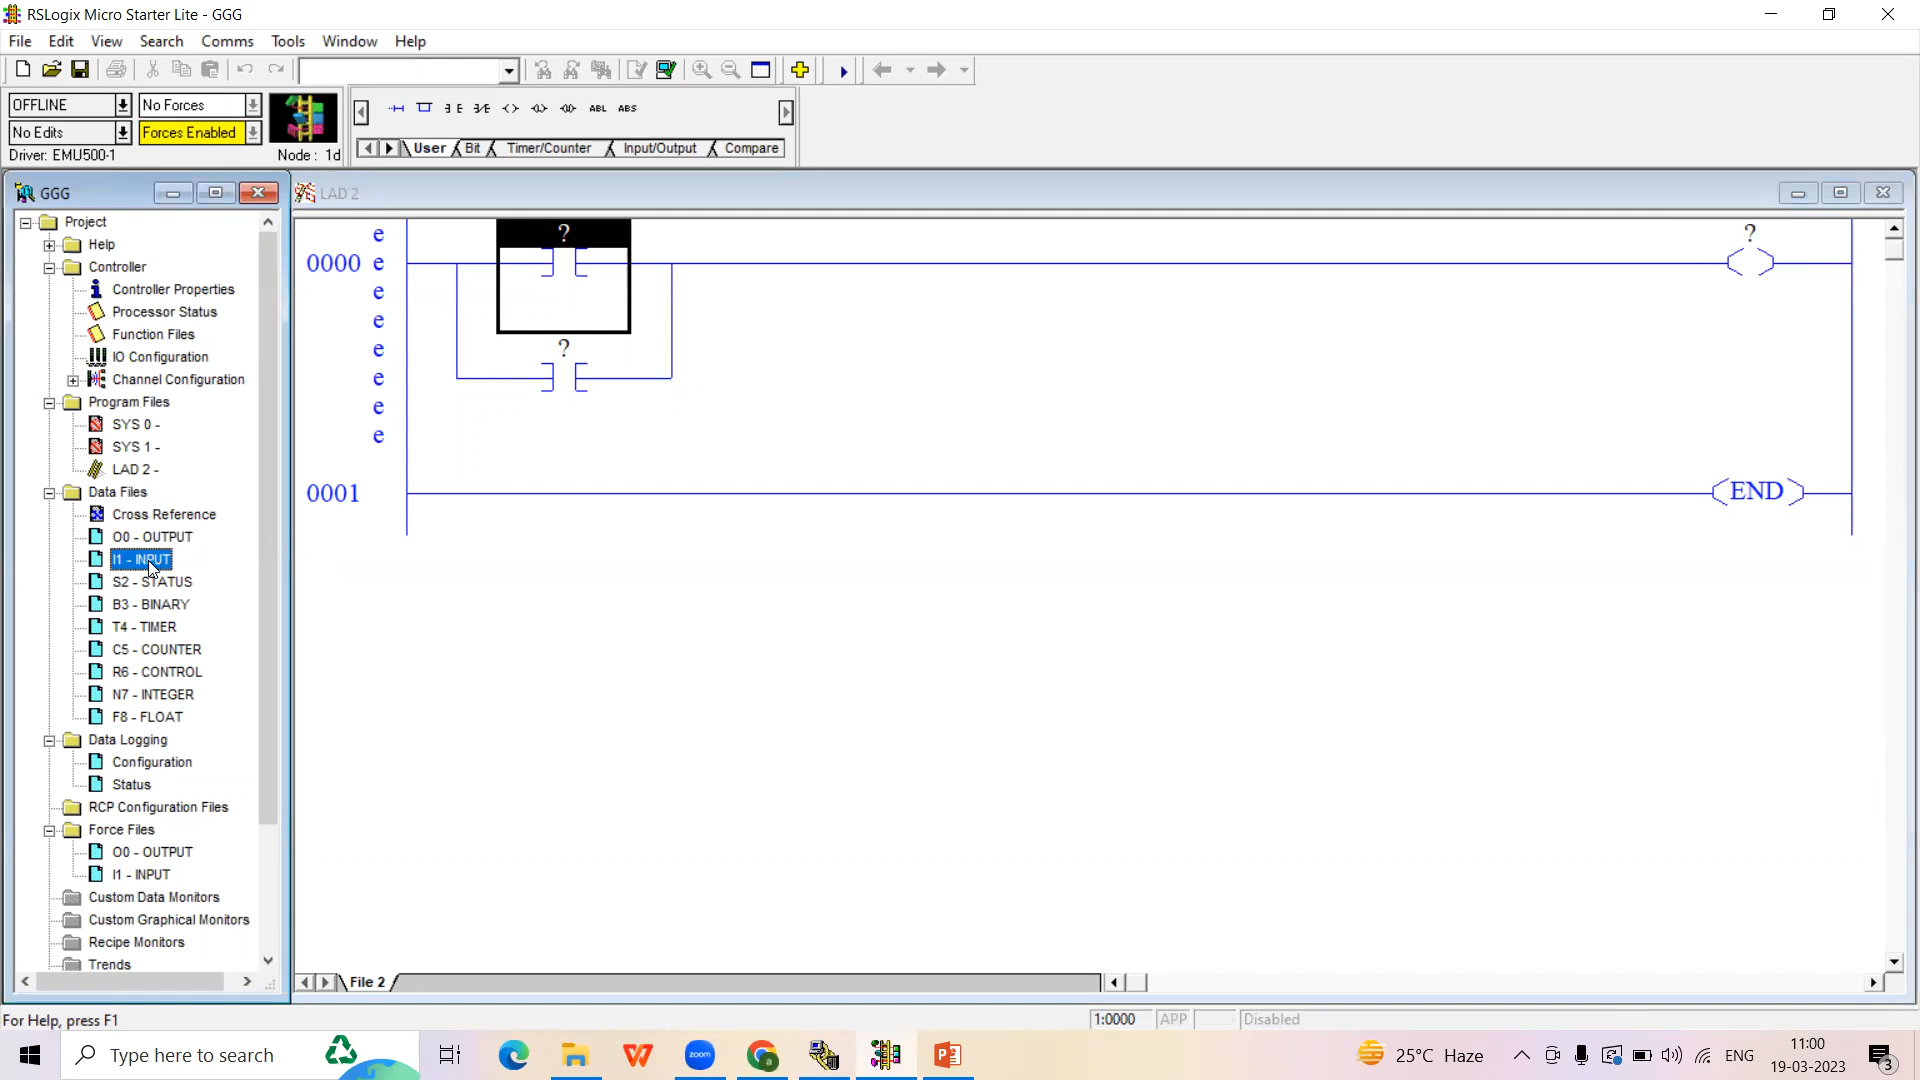 RSLogix Micro Starter Lite - GGG
File Edit View Search Comms Tools Window Help
OFFLINE No Forces
No Edits Forces Enabled
Driver: EMU500-1 Node : 1d
ABL ABS
User Bit Timer/Counter Input/Output Compare
GGG
Project
Help
Controller
Controller Properties
Processor Status
Function Files
IO Configuration
Channel Configuration
Program Files
SYS 0 -
SYS 1 -
LAD 2 -
Data Files
Cross Reference
O0 - OUTPUT
I1 - INPUT
S2 - STATUS
B3 - BINARY
T4 - TIMER
C5 - COUNTER
R6 - CONTROL
N7 - INTEGER
F8 - FLOAT
Data Logging
Configuration
Status
RCP Configuration Files
Force Files
O0 - OUTPUT
I1 - INPUT
Custom Data Monitors
Custom Graphical Monitors
Recipe Monitors
Trends
LAD 2
e ? ?
0000 e
e
e
e ?
e
e
e
0001 END
File 2
For Help, press F1 1:0000 APP Disabled
Type here to search zoom 25°C Haze ENG 11:00
19-03-2023 3